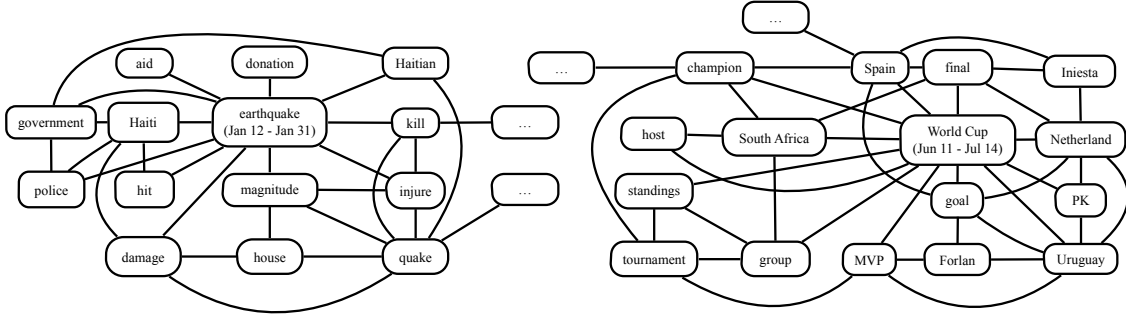 aid
donation
Haitian
government
Haiti
earthquake
(Jan 12 - Jan 31)
kill
…
police
hit
magnitude
injure
…
damage
house
quake
…
…
champion
Spain
final
Iniesta
host
South Africa
World Cup
(Jun 11 - Jul 14)
Netherland
standings
goal
PK
tournament
group
MVP
Forlan
Uruguay